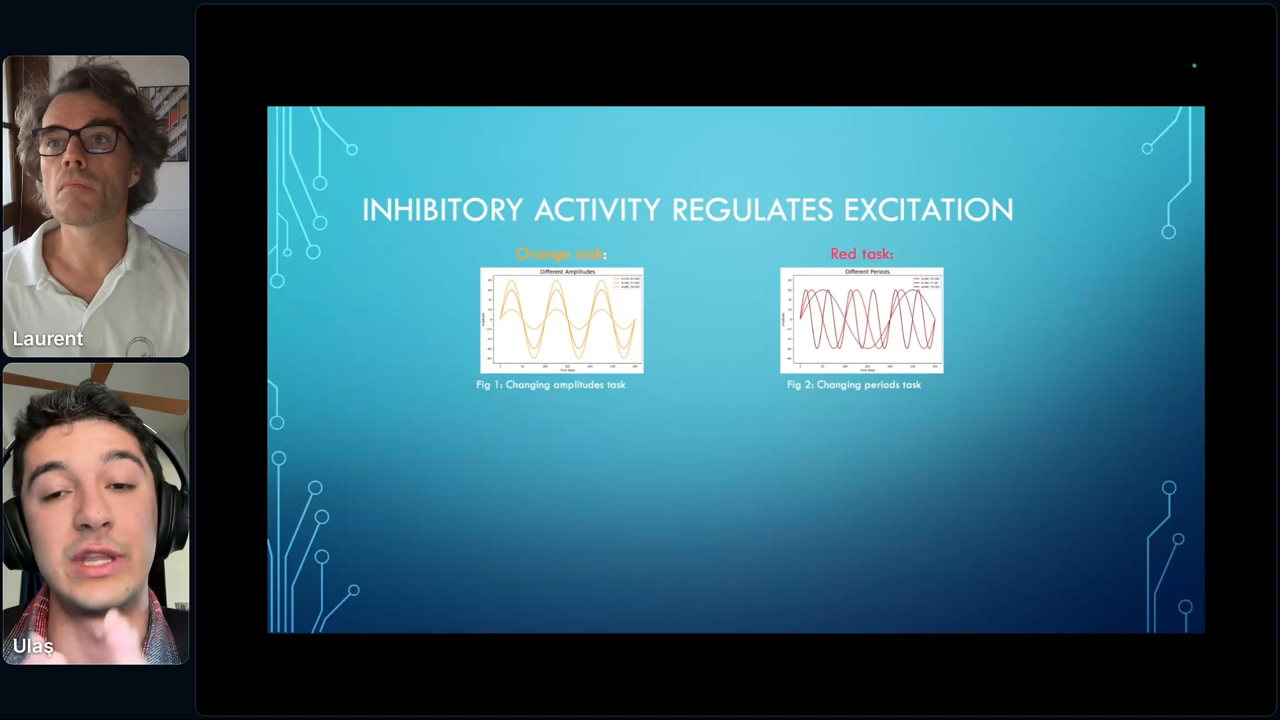 INHIBITORY ACTIVITY REGULATES EXCITATION
Orange task:
Red task:
Different Amplitudes
Different Periods
Fig 1: Changing amplitudes task
Fig 2: Changing periods task
Laurent
Ulaş